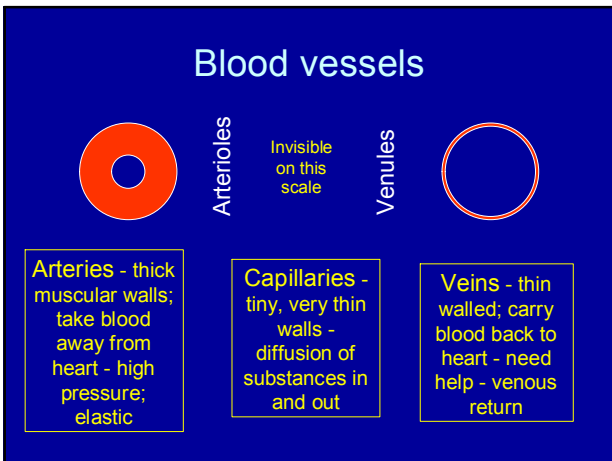 Blood vessels
Arterioles
Invisible
on this
scale
Venules
Arteries - thick
muscular walls;
take blood
away from
heart - high
pressure;
elastic
Capillaries -
tiny, very thin
walls -
diffusion of
substances in
and out
Veins - thin
walled; carry
blood back to
heart - need
help - venous
return